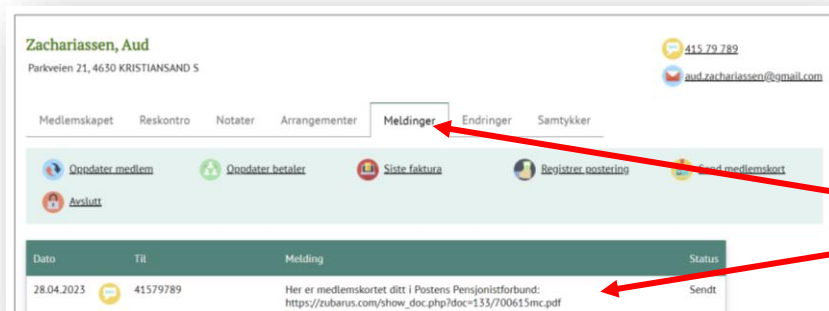 Zachariassen, Aud
415 79 789
Parkveien 21, 4630 KRISTIANSAND S
aud.zachariassen@gmail.com
Medlemskapet Reskontro Notater Arrangementer Meldinger Endringer Samtykker
Oppdater medlem Oppdater betaler Siste faktura Registrer postering Send medlemskort
Avslutt
Dato Til Melding Status
28.04.2023 41579789 Her er medlemskortet ditt i Postens Pensjonistforbund: Sendt
https://zubarus.com/show_doc.php?doc=133/700615mc.pdf